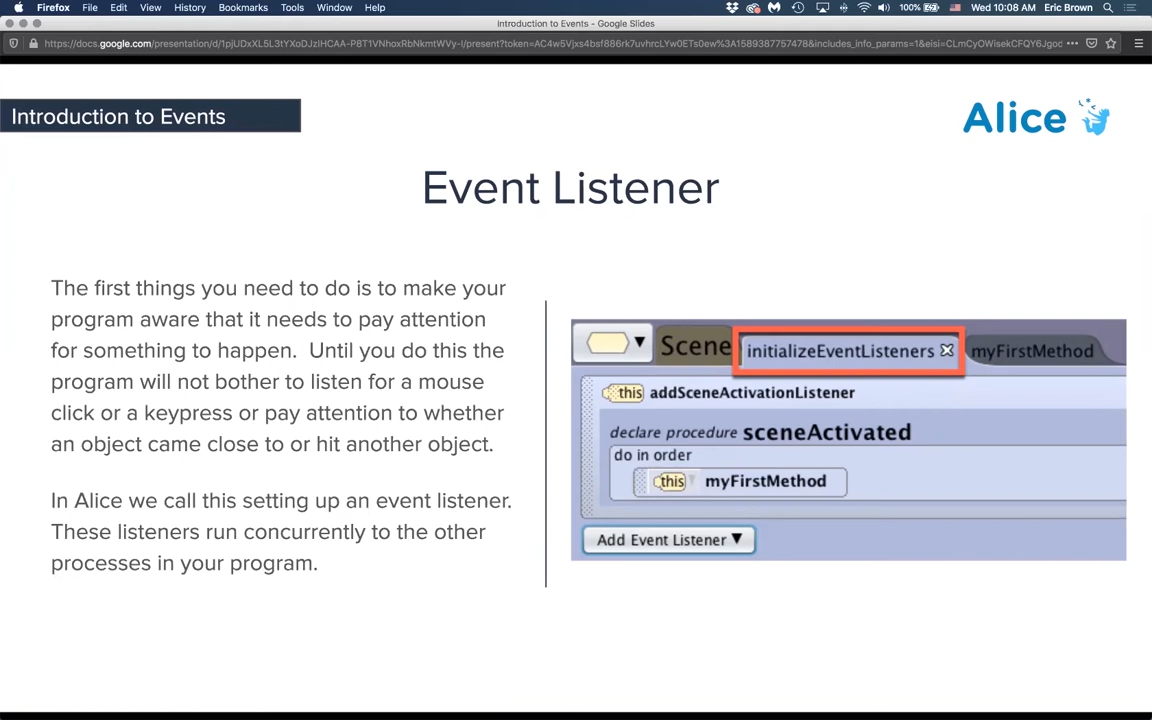 Firefox File Edit View History Bookmarks Tools Window Help 100% Wed 10:08 AM Eric Brown
Introduction to Events - Google Slides
Introduction to Events
Alice
Event Listener
The first things you need to do is to make your
program aware that it needs to pay attention
for something to happen. Until you do this the
program will not bother to listen for a mouse
click or a keypress or pay attention to whether
an object came close to or hit another object.
In Alice we call this setting up an event listener.
These listeners run concurrently to the other
processes in your program.
Scene initializeEventListeners myFirstMethod
this addSceneActivationListener
declare procedure sceneActivated
do in order
this myFirstMethod
Add Event Listener